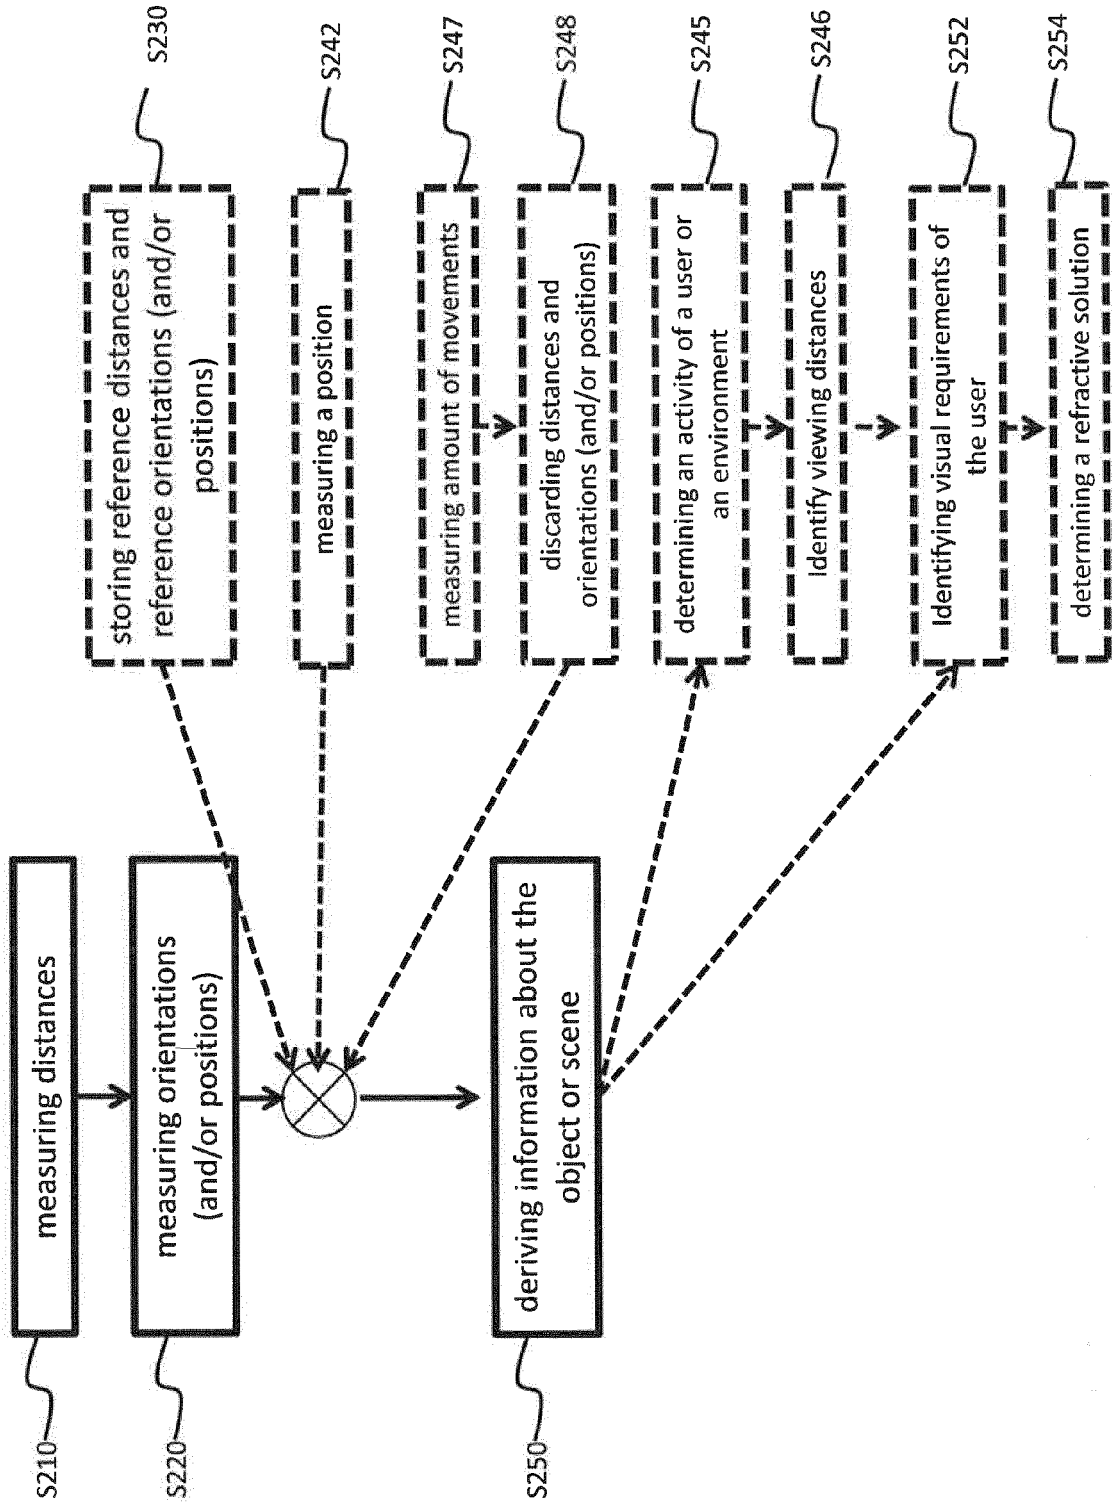 S210
measuring distances
S220
measuring orientations
(and/or positions)
S250
deriving information about the
object or scene
storing reference distances and
reference orientations (and/or
positions)
S230
measuring a position
S242
measuring amount of movements
S247
discarding distances and
orientations (and/or positions)
S248
determining an activity of a user or
an environment
S245
Identify viewing distances
S246
Identifying visual requirements of
the user
S252
determining a refractive solution
S254